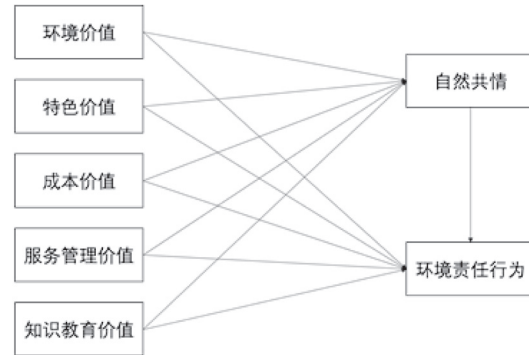 环境价值
特色价值
成本价值
服务管理价值
知识教育价值
自然共情
环境责任行为